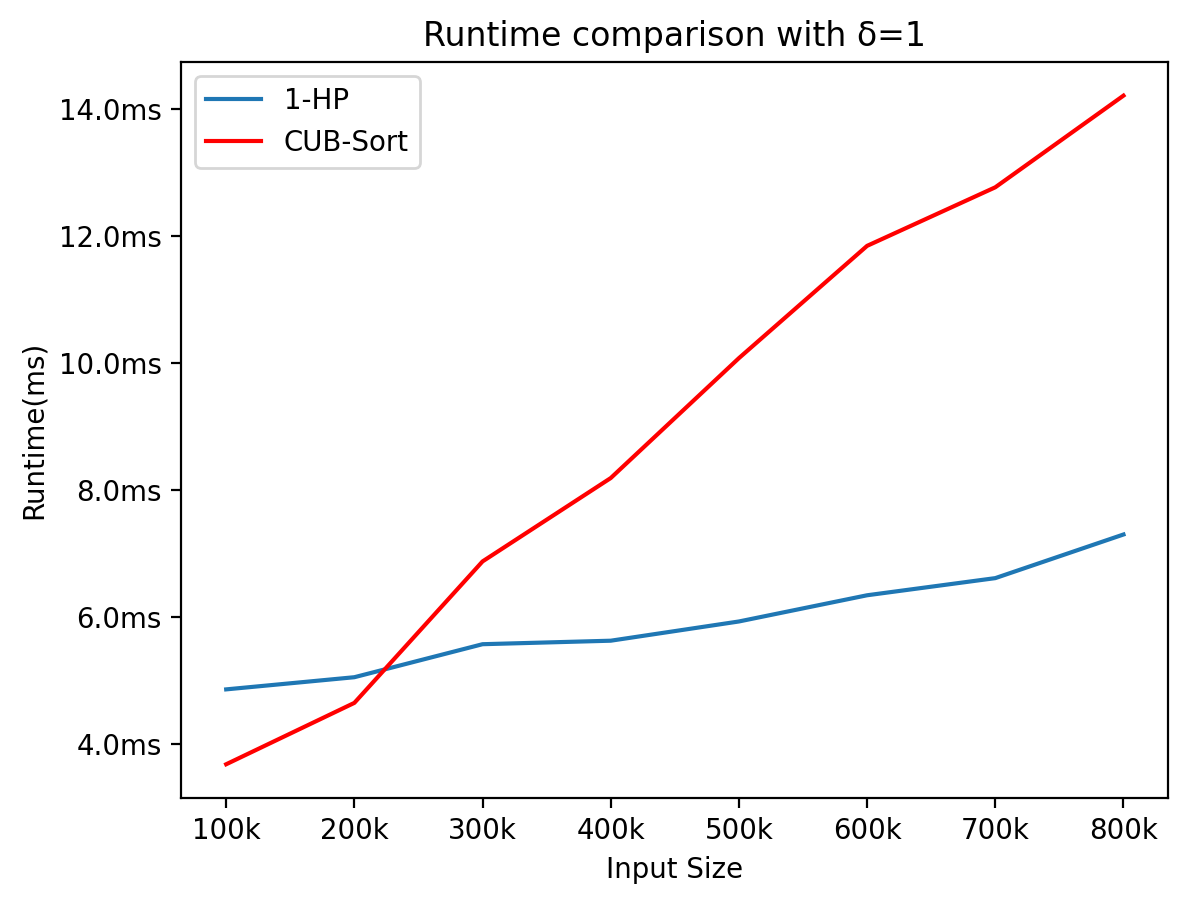 Runtime comparison with δ=1
1-HP
CUB-Sort
14.0ms
12.0ms
10.0ms
8.0ms
6.0ms
4.0ms
Runtime(ms)
100k 200k 300k 400k 500k 600k 700k 800k
Input Size